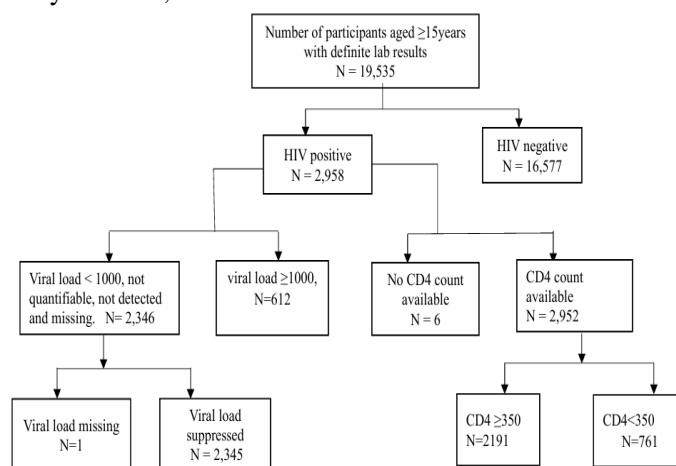 Number of participants aged ≥15years
with definite lab results
N = 19,535
HIV positive
N = 2,958
HIV negative
N = 16,577
Viral load < 1000, not
quantifiable, not detected
and missing. N= 2,346
viral load ≥1000,
N=612
No CD4 count
available
N = 6
CD4 count
available
N = 2,952
Viral load missing
N=1
Viral load
suppressed
N = 2,345
CD4 ≥350
N=2191
CD4<350
N=761